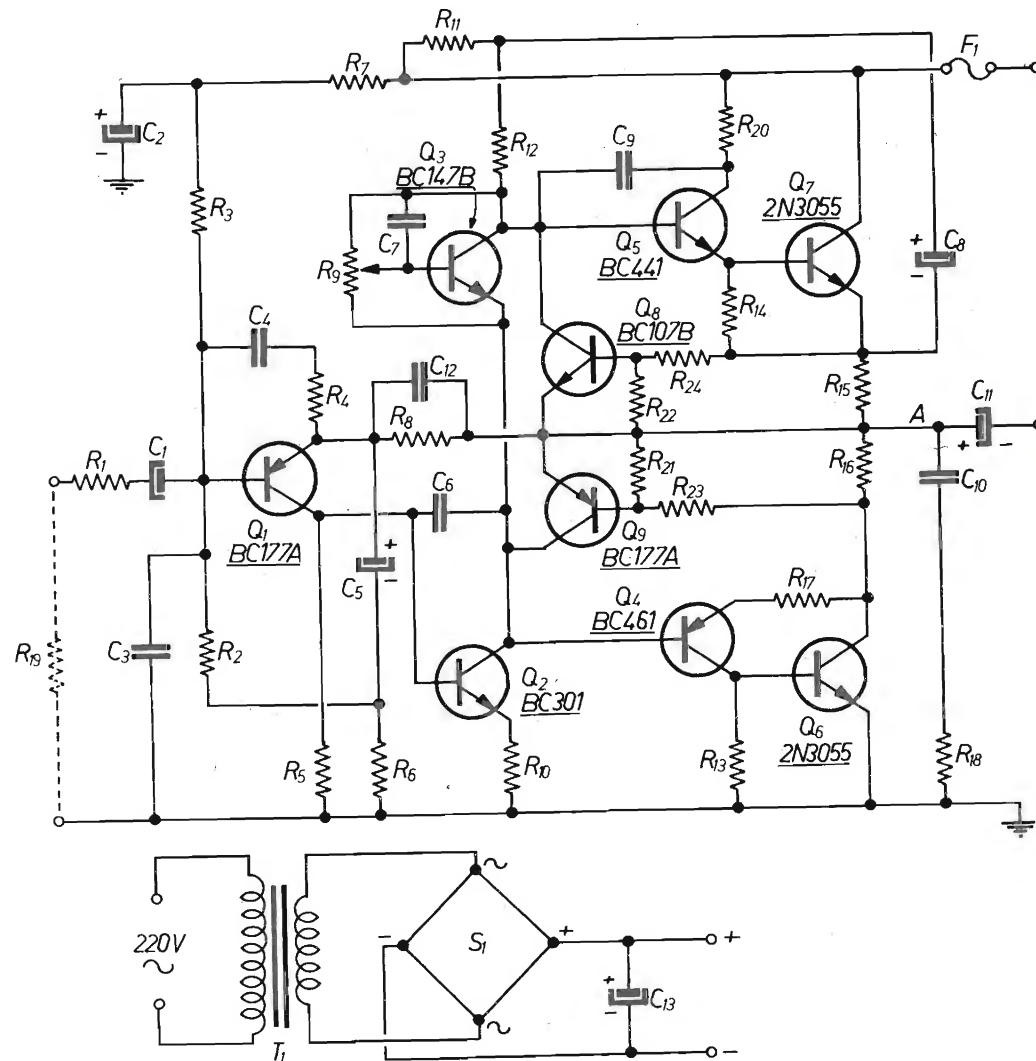 R11
R7
F1
+
C2
-
R12
R20
C9
Q3
BC147B
Q7
2N3055
R3
C7
Q5
BC441
+
C8
-
R9
R14
Q8
BC107B
C4
C12
R4
R24
R15
C11
R8
R22
A
+ -
R1
C1
R21
R16
C6
R23
C10
Q1
BC177A
+
C5
-
Q9
BC177A
R17
Q4
BC461
R19
C3
R2
Q2
BC301
R5
R6
R10
R13
Q6
2N3055
R18
220V
~
T1
~
-
S1
+
~
+
+
C13
-
-